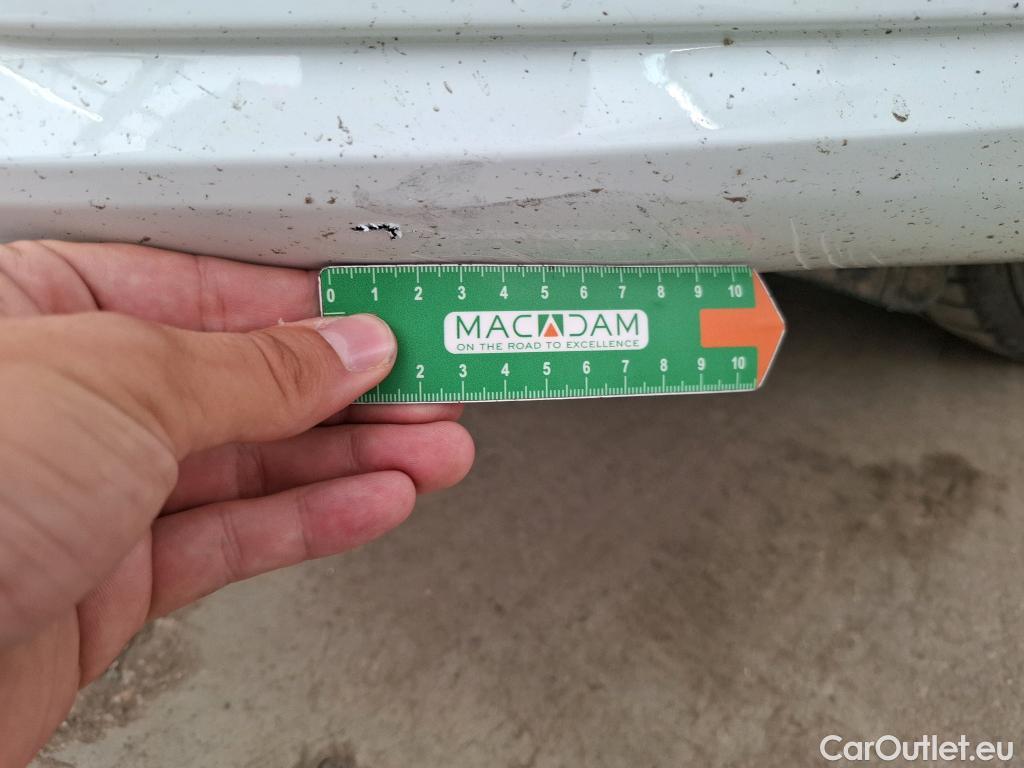 0 1 2 3 4 5 6 7 8 9 10
MACADAM
ON THE ROAD TO EXCELLENCE
2 3 4 5 6 7 8 9 10
CarOutlet.eu